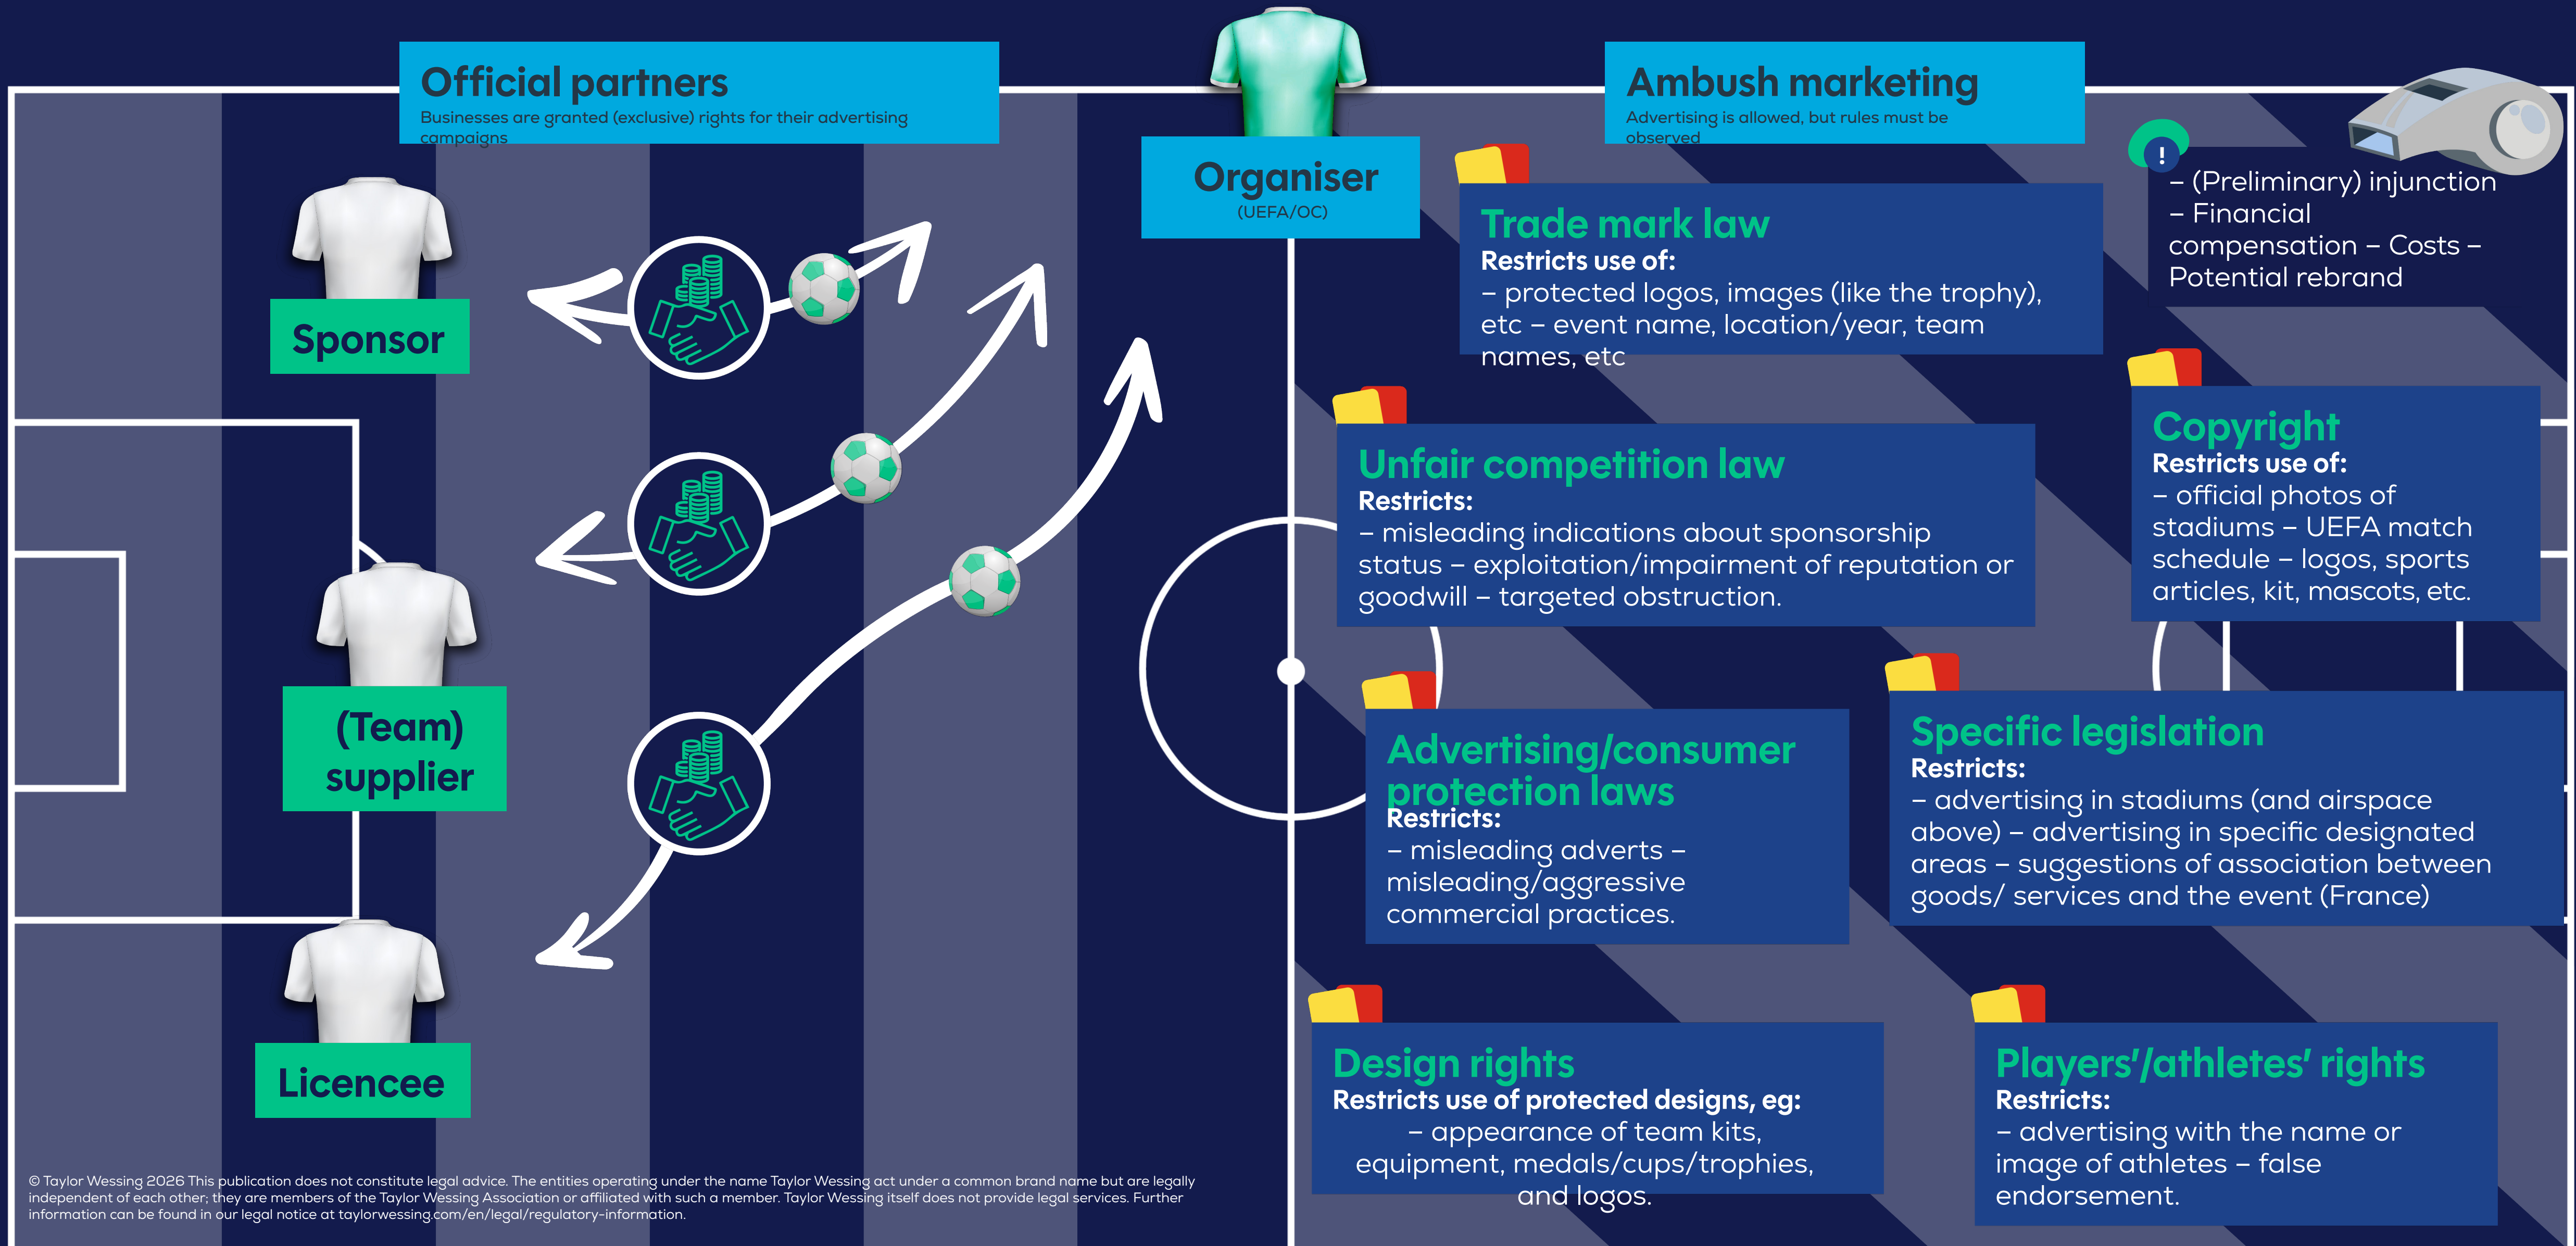 Official partners
Businesses are granted (exclusive) rights for their advertising
campaigns
Sponsor
(Team)
supplier
Licencee
Organiser
(UEFA/OC)
Ambush marketing
Advertising is allowed, but rules must be
observed
!
– (Preliminary) injunction
– Financial
compensation – Costs –
Potential rebrand
Trade mark law
Restricts use of:
– protected logos, images (like the trophy),
etc – event name, location/year, team
names, etc
Copyright
Restricts use of:
– official photos of
stadiums – UEFA match
schedule – logos, sports
articles, kit, mascots, etc.
Unfair competition law
Restricts:
– misleading indications about sponsorship
status – exploitation/impairment of reputation or
goodwill – targeted obstruction.
Advertising/consumer
protection laws
Restricts:
– misleading adverts –
misleading/aggressive
commercial practices.
Specific legislation
Restricts:
– advertising in stadiums (and airspace
above) – advertising in specific designated
areas – suggestions of association between
goods/ services and the event (France)
Design rights
Restricts use of protected designs, eg:
– appearance of team kits,
equipment, medals/cups/trophies,
and logos.
Players'/athletes' rights
Restricts:
– advertising with the name or
image of athletes – false
endorsement.
© Taylor Wessing 2026 This publication does not constitute legal advice. The entities operating under the name Taylor Wessing act under a common brand name but are legally
independent of each other; they are members of the Taylor Wessing Association or affiliated with such a member. Taylor Wessing itself does not provide legal services. Further
information can be found in our legal notice at taylorwessing.com/en/legal/regulatory-information.